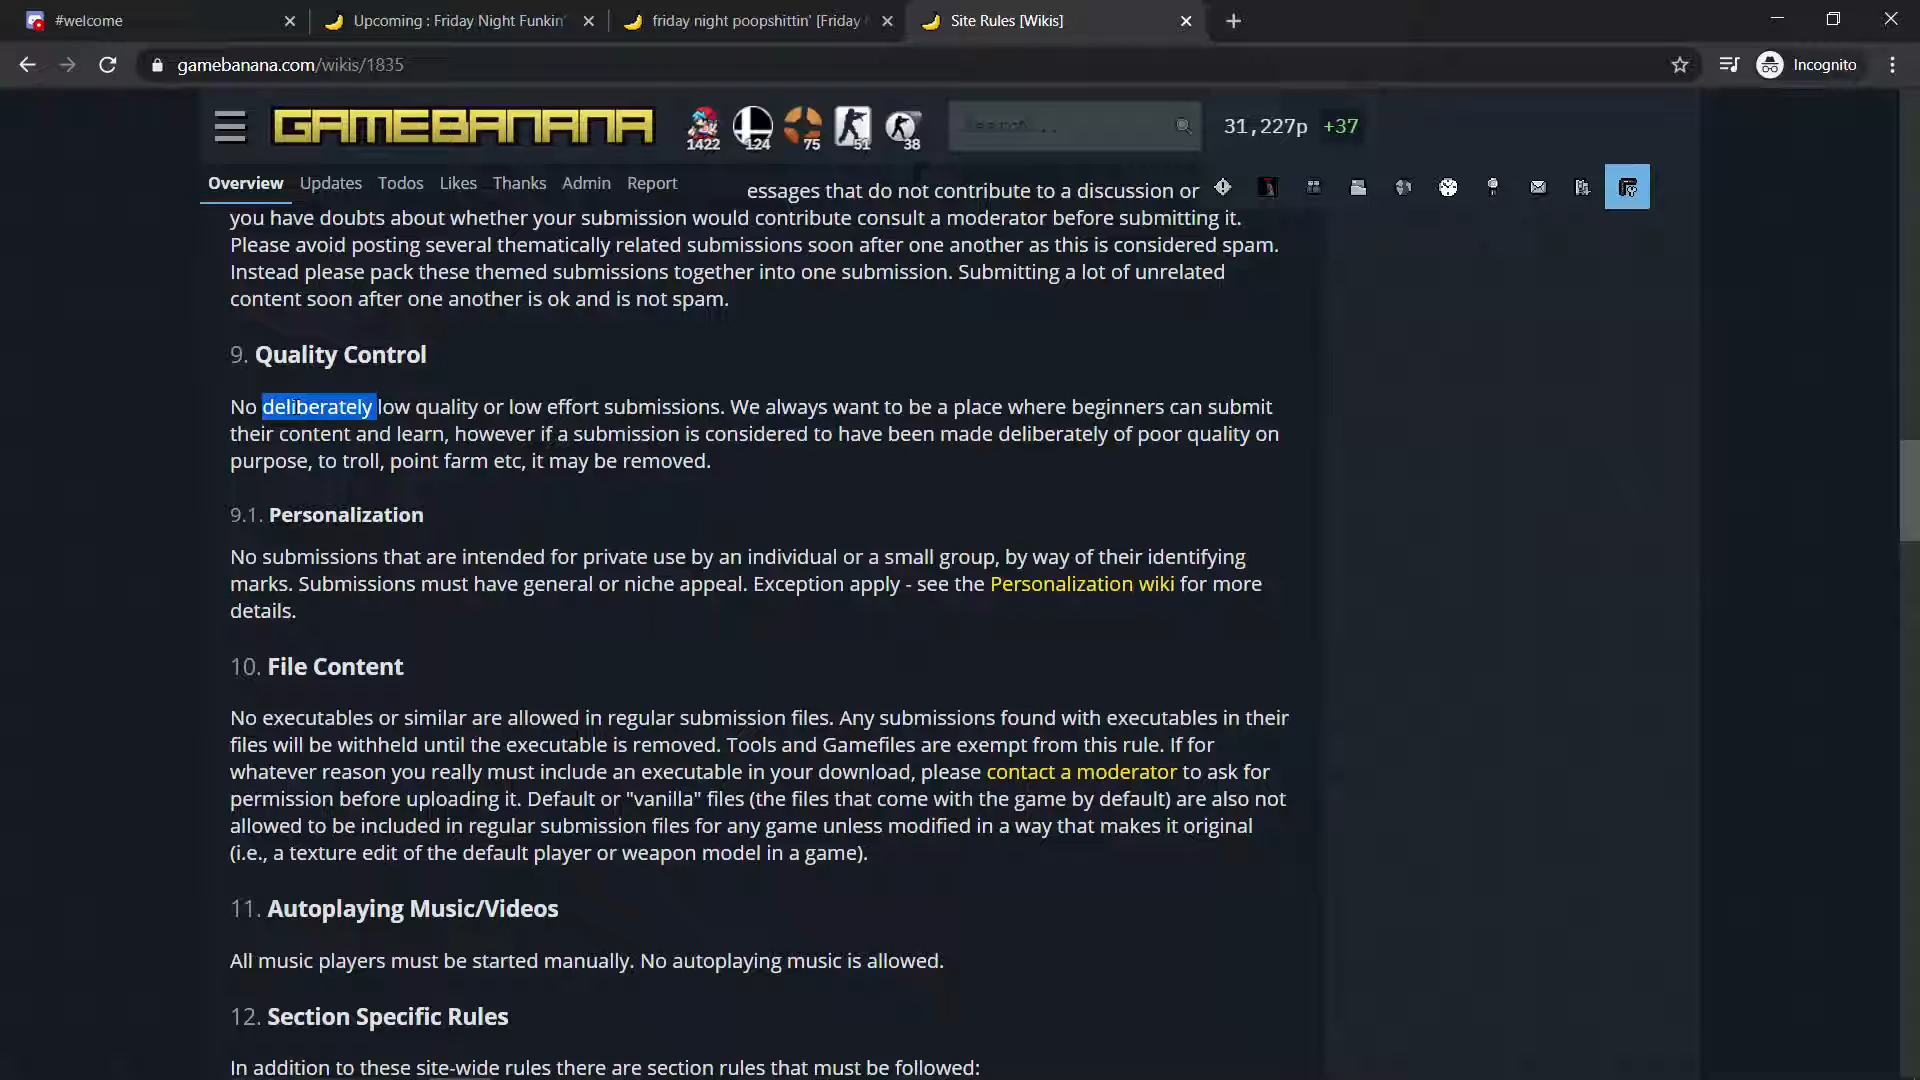 #welcome
Upcoming : Friday Night Funkin'
friday night poopshittin' [Friday
Site Rules [Wikis]
gamebanana.com/wikis/1835
Incognito
GAMEBANANA
1422
124
75
51
38
Search ...
31,227p +37
Overview Updates Todos Likes Thanks Admin Report
essages that do not contribute to a discussion or
you have doubts about whether your submission would contribute consult a moderator before submitting it.
Please avoid posting several thematically related submissions soon after one another as this is considered spam.
Instead please pack these themed submissions together into one submission. Submitting a lot of unrelated
content soon after one another is ok and is not spam.
9. Quality Control
No deliberately low quality or low effort submissions. We always want to be a place where beginners can submit
their content and learn, however if a submission is considered to have been made deliberately of poor quality on
purpose, to troll, point farm etc, it may be removed.
9.1. Personalization
No submissions that are intended for private use by an individual or a small group, by way of their identifying
marks. Submissions must have general or niche appeal. Exception apply - see the Personalization wiki for more
details.
10. File Content
No executables or similar are allowed in regular submission files. Any submissions found with executables in their
files will be withheld until the executable is removed. Tools and Gamefiles are exempt from this rule. If for
whatever reason you really must include an executable in your download, please contact a moderator to ask for
permission before uploading it. Default or "vanilla" files (the files that come with the game by default) are also not
allowed to be included in regular submission files for any game unless modified in a way that makes it original
(i.e., a texture edit of the default player or weapon model in a game).
11. Autoplaying Music/Videos
All music players must be started manually. No autoplaying music is allowed.
12. Section Specific Rules
In addition to these site-wide rules there are section rules that must be followed: